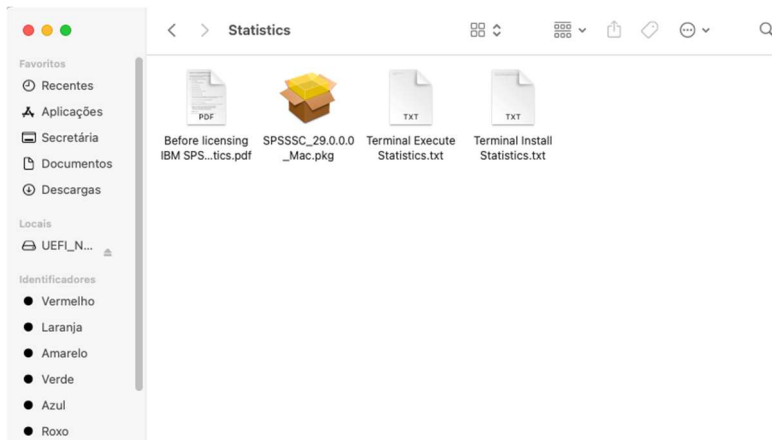 Statistics
Favoritos
Recentes
Aplicações
Secretária
Documentos
Descargas
Locais
UEFI_N...
Identificadores
Vermelho
Laranja
Amarelo
Verde
Azul
Roxo
PDF
Before licensing
IBM SPS...tics.pdf
SPSSSC_29.0.0.0
_Mac.pkg
TXT
Terminal Execute
Statistics.txt
TXT
Terminal Install
Statistics.txt